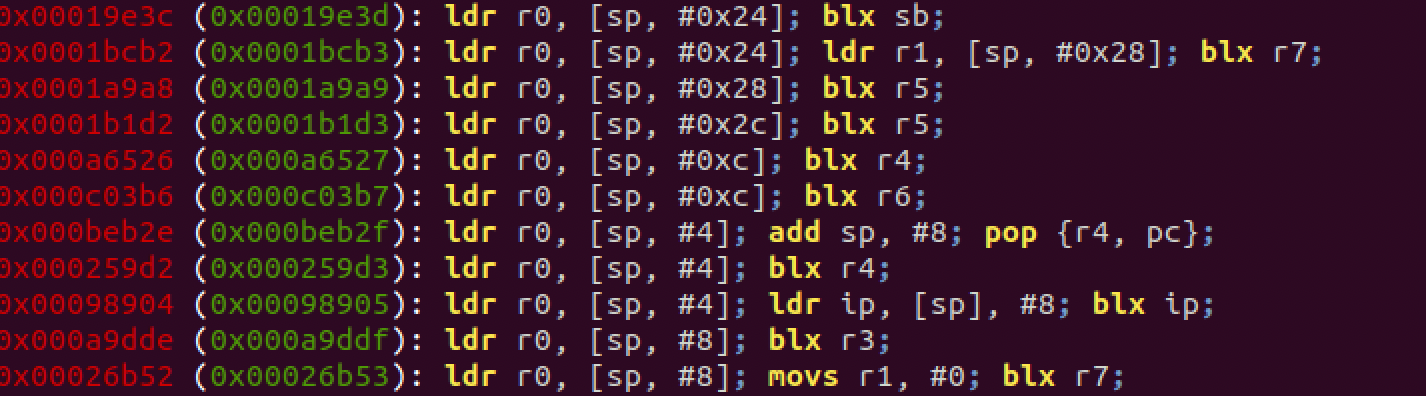 0x00019e3c (0x00019e3d): ldr r0, [sp, #0x24]; blx sb;
0x0001bcb2 (0x0001bcb3): ldr r0, [sp, #0x24]; ldr r1, [sp, #0x28]; blx r7;
0x0001a9a8 (0x0001a9a9): ldr r0, [sp, #0x28]; blx r5;
0x0001b1d2 (0x0001b1d3): ldr r0, [sp, #0x2c]; blx r5;
0x000a6526 (0x000a6527): ldr r0, [sp, #0xc]; blx r4;
0x000c03b6 (0x000c03b7): ldr r0, [sp, #0xc]; blx r6;
0x000beb2e (0x000beb2f): ldr r0, [sp, #4]; add sp, #8; pop {r4, pc};
0x000259d2 (0x000259d3): ldr r0, [sp, #4]; blx r4;
0x00098904 (0x00098905): ldr r0, [sp, #4]; ldr ip, [sp], #8; blx ip;
0x000a9dde (0x000a9ddf): ldr r0, [sp, #8]; blx r3;
0x00026b52 (0x00026b53): ldr r0, [sp, #8]; movs r1, #0; blx r7;